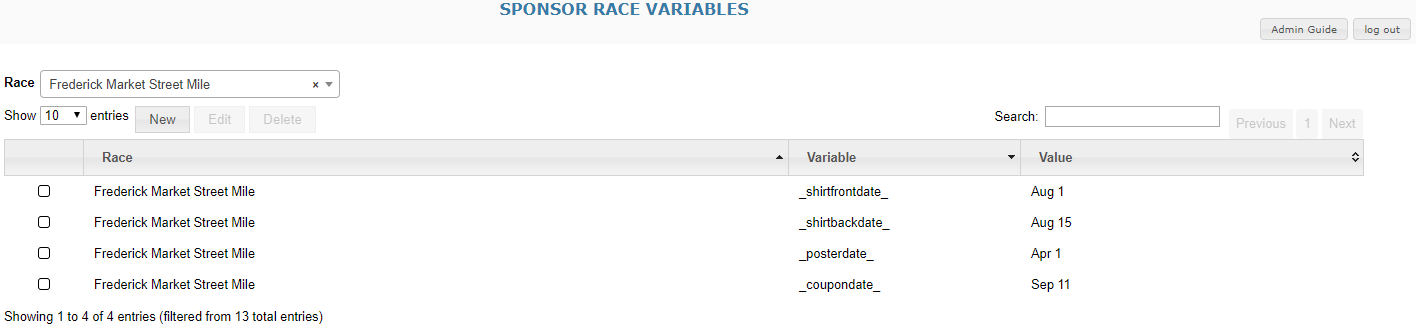 SPONSOR RACE VARIABLES
Admin Guide log out
Race Frederick Market Street Mile ×
Show 10 entries New Edit Delete Search: Previous 1 Next
Race Variable Value
Frederick Market Street Mile _shirtfrontdate_ Aug 1
Frederick Market Street Mile _shirtbackdate_ Aug 15
Frederick Market Street Mile _posterdate_ Apr 1
Frederick Market Street Mile _coupondate_ Sep 11
Showing 1 to 4 of 4 entries (filtered from 13 total entries)